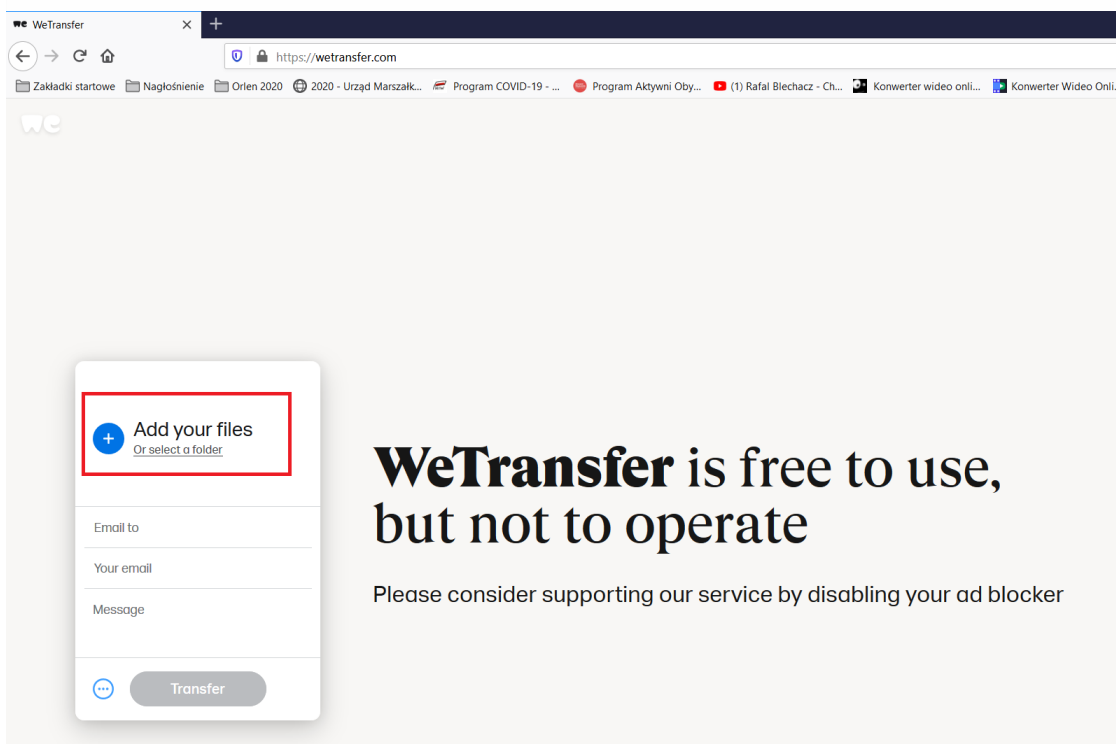 we WeTransfer
https://wetransfer.com
Zakładki startowe Nagłośnienie Orlen 2020 2020 - Urząd Marszałk... Program COVID-19 - ... Program Aktywni Oby... (1) Rafal Blechacz - Ch... Konwerter wideo onli... Konwerter Wideo Onli.
we
Add your files
Or select a folder
WeTransfer is free to use,
but not to operate
Email to
Your email
Please consider supporting our service by disabling your ad blocker
Message
Transfer